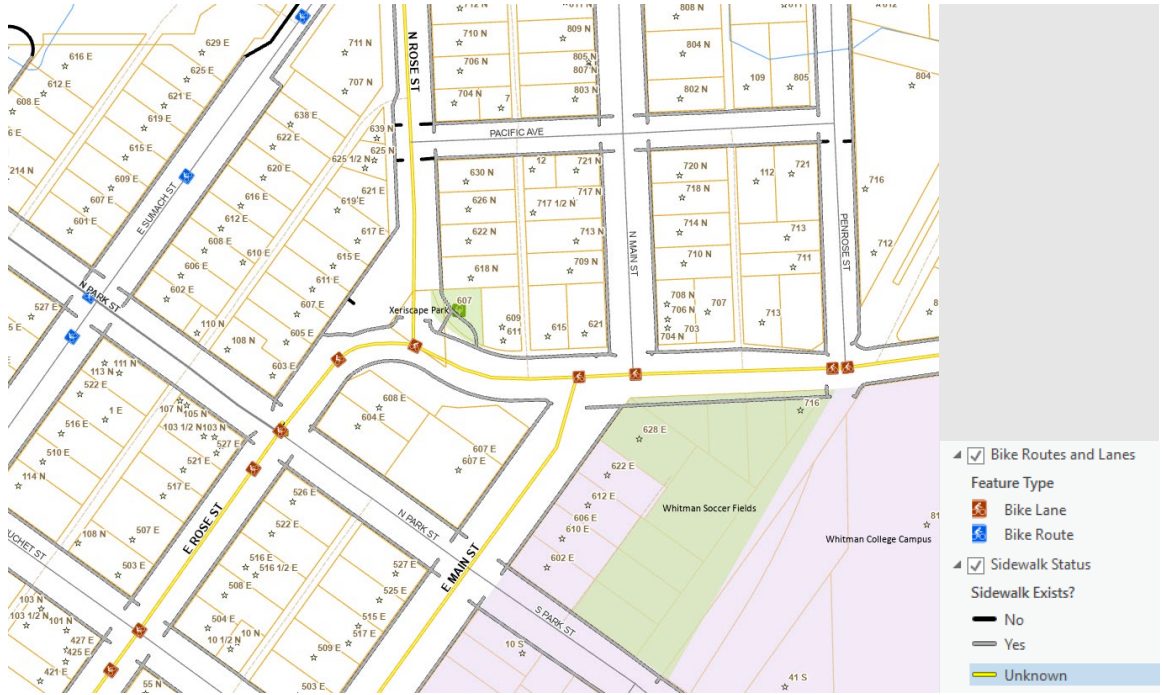 712 N
811 N
808 N
811
A 812
629 E
711 N
N ROSE ST
710 N
809 N
804 N
616 E
625 E
706 N
805 N
807 N
109
805
804
612 E
707 N
608 E
621 E
704 N
7
803 N
802 N
619 E
638 E
639 N
PACIFIC AVE
622 E
625 N
615 E
625 1/2 N
12
721 N
720 N
112
721
214 N
620 E
630 N
716
609 E
621 E
717 N
718 N
E SUMACH ST
616 E
619 E
626 N
717 1/2 N
607 E
612 E
714 N
713
601 E
617 E
622 N
713 N
N MAIN ST
PENROSE ST
608 E
610 E
615 E
710 N
711
712
606 E
618 N
709 N
602 E
611 E
N PARK ST
607 E
607
708 N
707
527 E
Xeriscape Park
706 N
713
110 N
605 E
609
611
615
621
703
704 N
108 N
111 N
113 N
603 E
522 E
608 E
107 N
105 N
604 E
716
1 E
103 1/2 N
103 N
628 E
516 E
527 E
607 E
607 E
510 E
521 E
622 E
114 N
517 E
526 E
612 E
Whitman Soccer Fields
606 E
N PARK ST
610 E
E ROSE ST
522 E
81
108 N
507 E
Whitman College Campus
516 E
516 1/2 E
602 E
503 E
527 E
E MAIN ST
508 E
525 E
103 N
103 1/2 N
101 N
504 E
515 E
517 E
S PARK ST
427 E
425 E
10 N
10 1/2 N
509 E
10 S
421 E
55 N
503 E
41 S
Bike Routes and Lanes
Feature Type
Bike Lane
Bike Route
Sidewalk Status
Sidewalk Exists?
No
Yes
Unknown